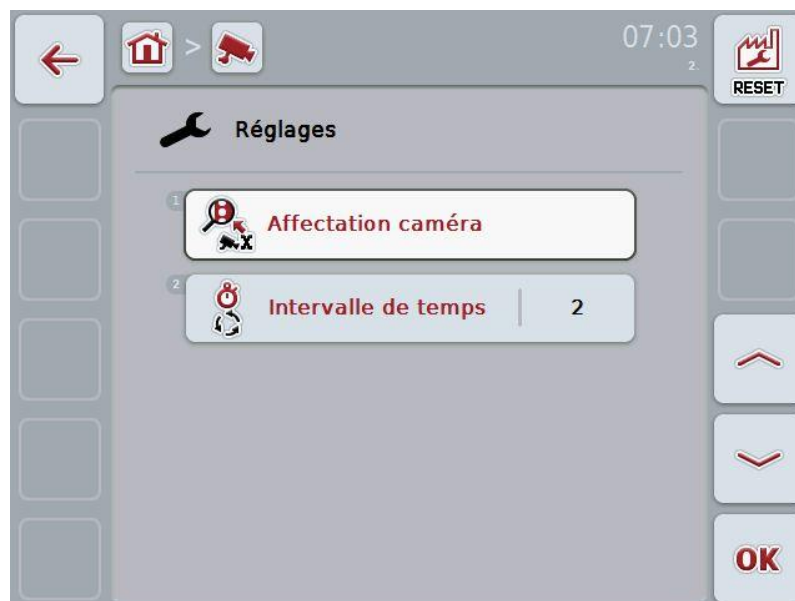 >
07:03
2.
RESET
Réglages
1
Affectation caméra
X
2
Intervalle de temps 2
OK